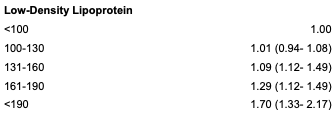 Low-Density Lipoprotein
<100 1.00
100-130 1.01 (0.94- 1.08)
131-160 1.09 (1.12- 1.49)
161-190 1.29 (1.12- 1.49)
<190 1.70 (1.33- 2.17)